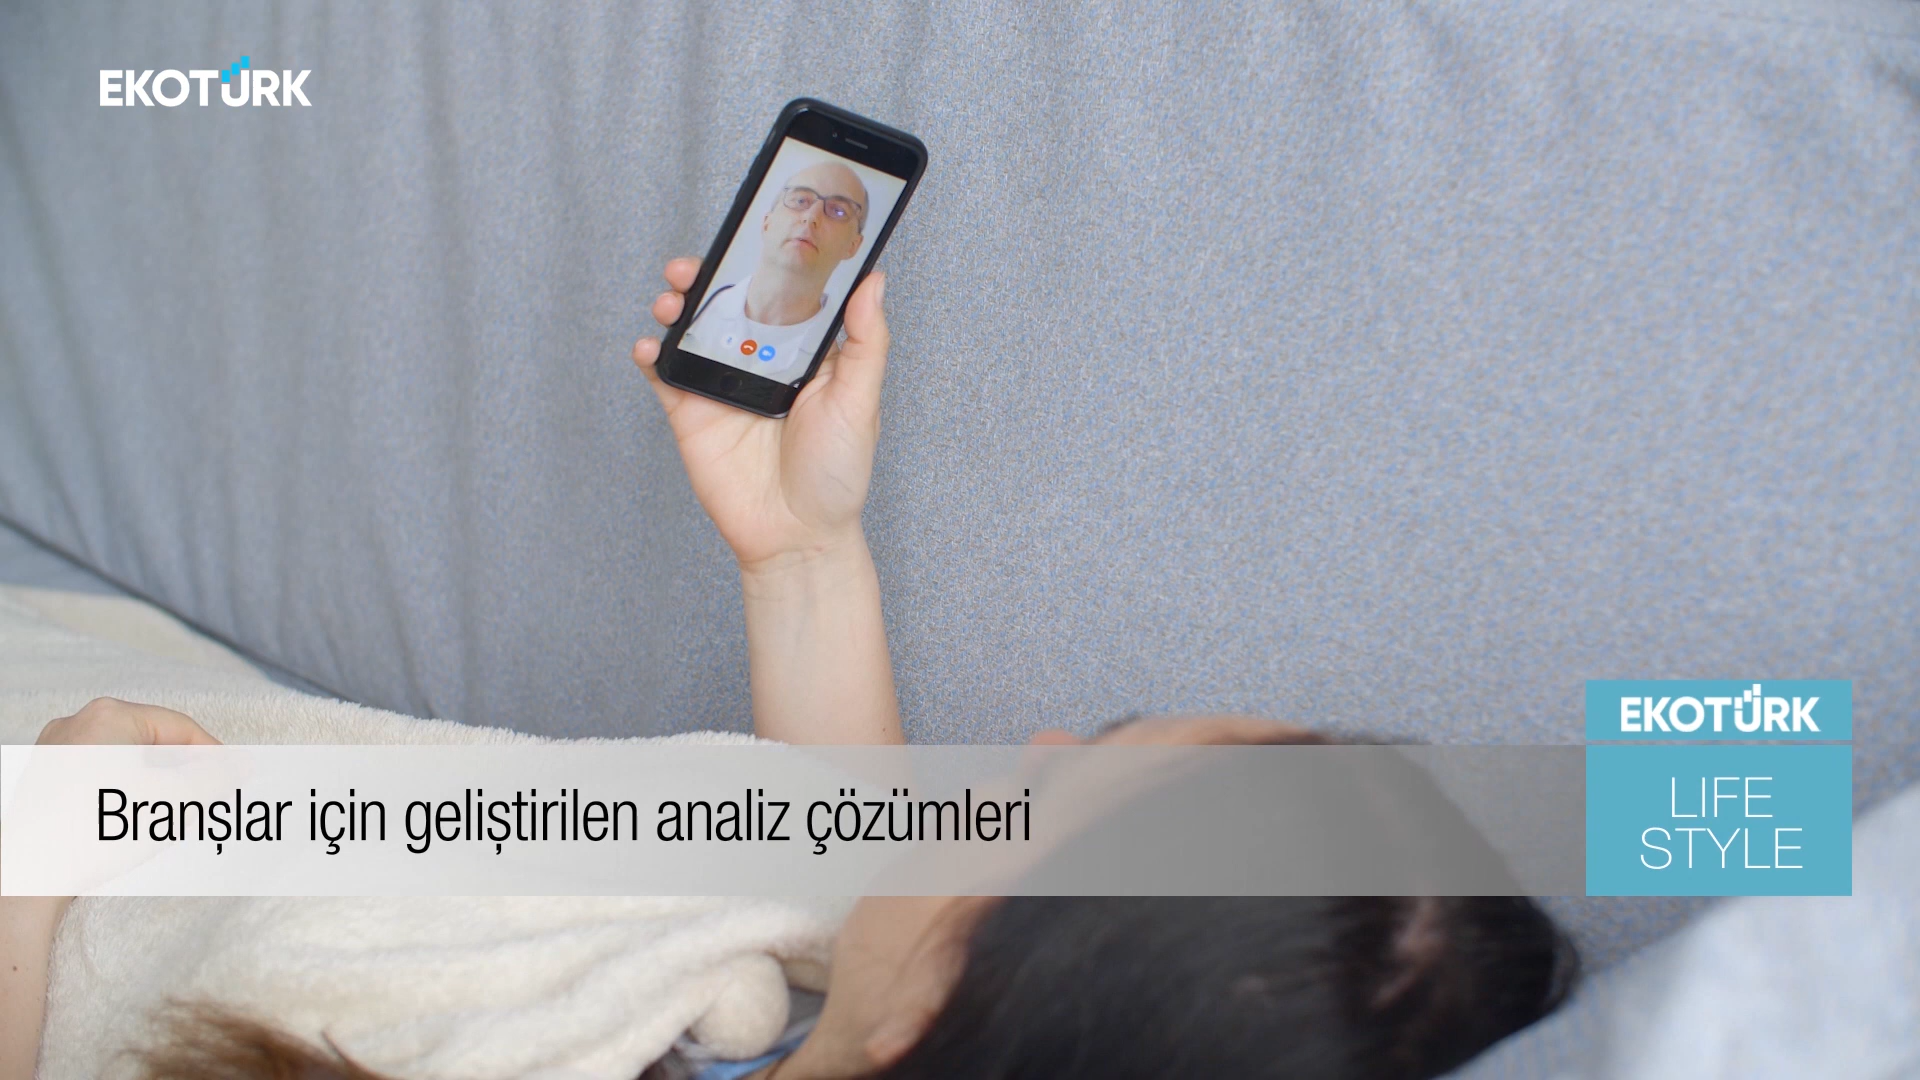 EKOTÜRK
EKOTÜRK
Branşlar için geliştirilen analiz çözümleri
LIFE
STYLE